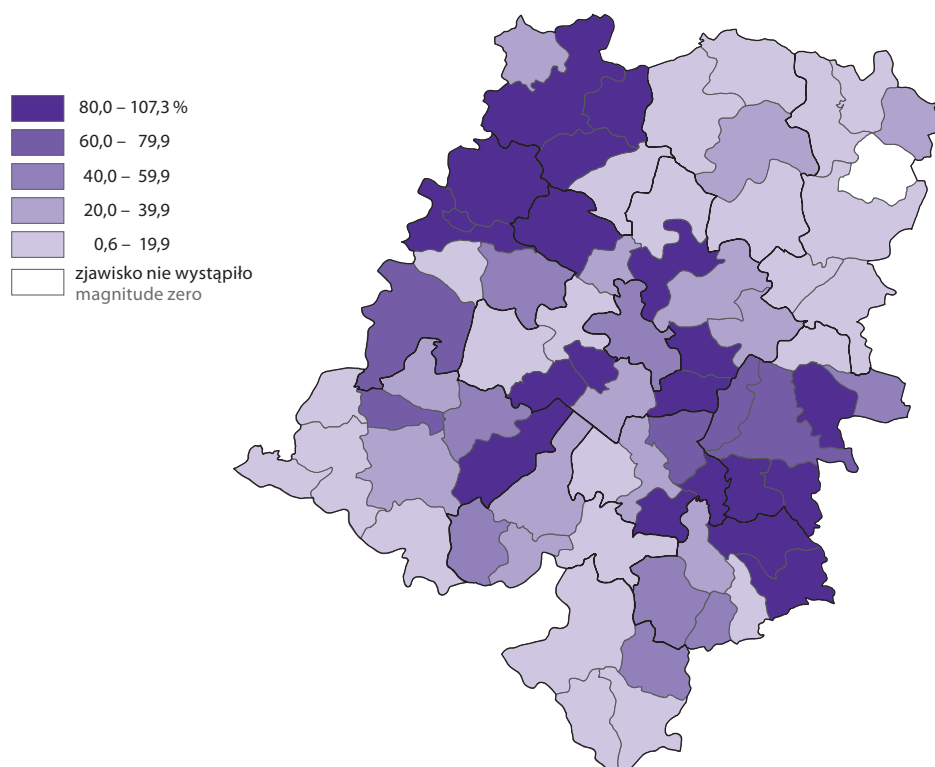 80,0 – 107,3 %
60,0 – 79,9
40,0 – 59,9
20,0 – 39,9
0,6 – 19,9
zjawisko nie wystąpiło
magnitude zero